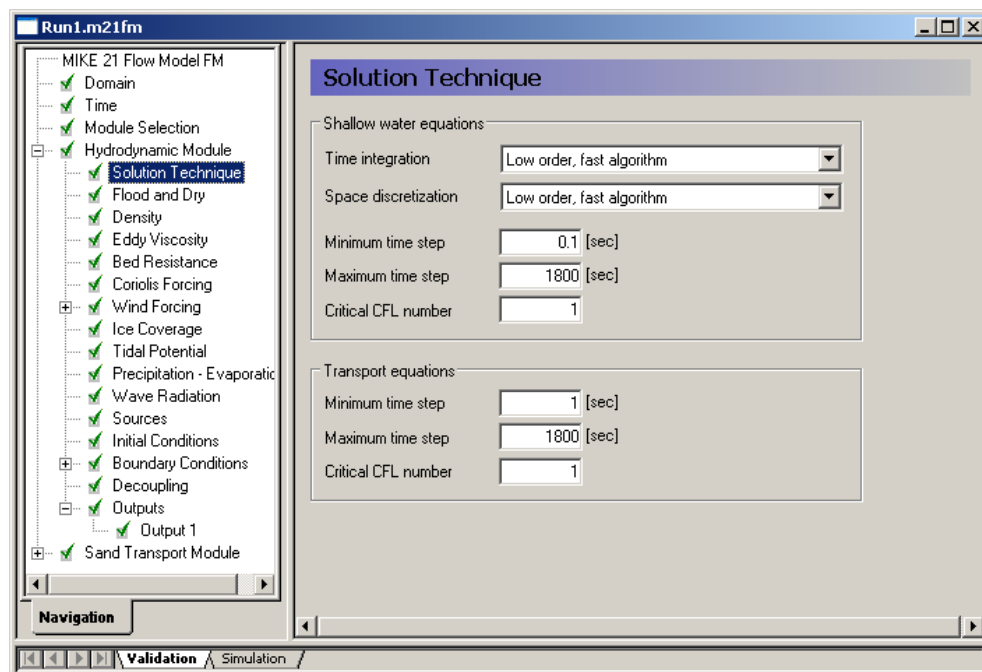 Run1.m21fm
MIKE 21 Flow Model FM
Domain
Time
Module Selection
Hydrodynamic Module
Solution Technique
Flood and Dry
Density
Eddy Viscosity
Bed Resistance
Coriolis Forcing
Wind Forcing
Ice Coverage
Tidal Potential
Precipitation - Evaporatic
Wave Radiation
Sources
Initial Conditions
Boundary Conditions
Decoupling
Outputs
Output 1
Sand Transport Module
Navigation
Solution Technique
Shallow water equations
Time integration Low order, fast algorithm
Space discretization Low order, fast algorithm
Minimum time step 0.1 [sec]
Maximum time step 1800 [sec]
Critical CFL number 1
Transport equations
Minimum time step 1 [sec]
Maximum time step 1800 [sec]
Critical CFL number 1
Validation Simulation